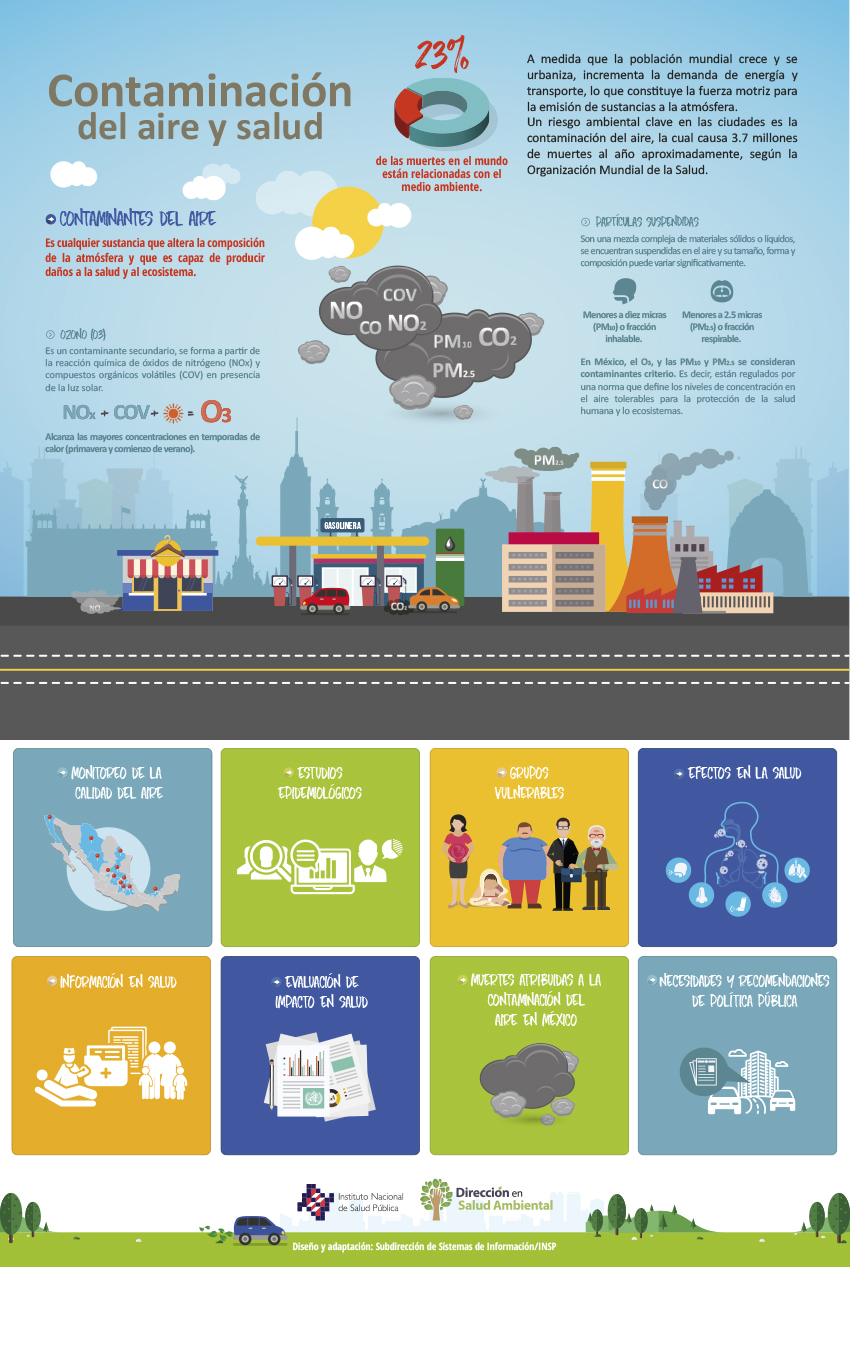 Contaminación
del aire y salud
23%
de las muertes en el mundo
están relacionadas con el
medio ambiente.
A medida que la población mundial crece y se
urbaniza, incrementa la demanda de energía y
transporte, lo que constituye la fuerza motriz para
la emisión de sustancias a la atmósfera.
Un riesgo ambiental clave en las ciudades es la
contaminación del aire, la cual causa 3.7 millones
de muertes al año aproximadamente, según la
Organización Mundial de la Salud.
CONTAMINANTES DEL AIRE
Es cualquier sustancia que altera la composición
de la atmósfera y que es capaz de producir
daños a la salud y al ecosistema.
OZONO (O3)
Es un contaminante secundario, se forma a partir de
la reacción química de óxidos de nitrógeno (NOx) y
compuestos orgánicos volátiles (COV) en presencia
de la luz solar.
NOx + COV + = O3
Alcanza las mayores concentraciones en temporadas de
calor (primavera y comienzo de verano).
COV
NO
CO NO2
PM10 CO2
PM2.5
PARTÍCULAS SUSPENDIDAS
Son una mezcla compleja de materiales sólidos o líquidos,
se encuentran suspendidas en el aire y su tamaño, forma y
composición puede variar significativamente.
Menores a diez micras
(PM10) o fracción
inhalable.
Menores a 2.5 micras
(PM2.5) o fracción
respirable.
En México, el O3, y las PM10 y PM2.5 se consideran
contaminantes criterio. Es decir, están regulados por
una norma que define los niveles de concentración en
el aire tolerables para la protección de la salud
humana y lo ecosistemas.
PM2.5
CO
GASOLINERA
NO
CO2
MONITOREO DE LA
CALIDAD DEL AIRE
ESTUDIOS
EPIDEMIOLÓGICOS
GRUPOS
VULNERABLES
EFECTOS EN LA SALUD
INFORMACIÓN EN SALUD
EVALUACIÓN DE
IMPACTO EN SALUD
MUERTES ATRIBUIDAS A LA
CONTAMINACIÓN DEL
AIRE EN MÉXICO
NECESIDADES Y RECOMENDACIONES
DE POLÍTICA PÚBLICA
Instituto Nacional
de Salud Pública
Dirección en
Salud Ambiental
Diseño y adaptación: Subdirección de Sistemas de Información/INSP